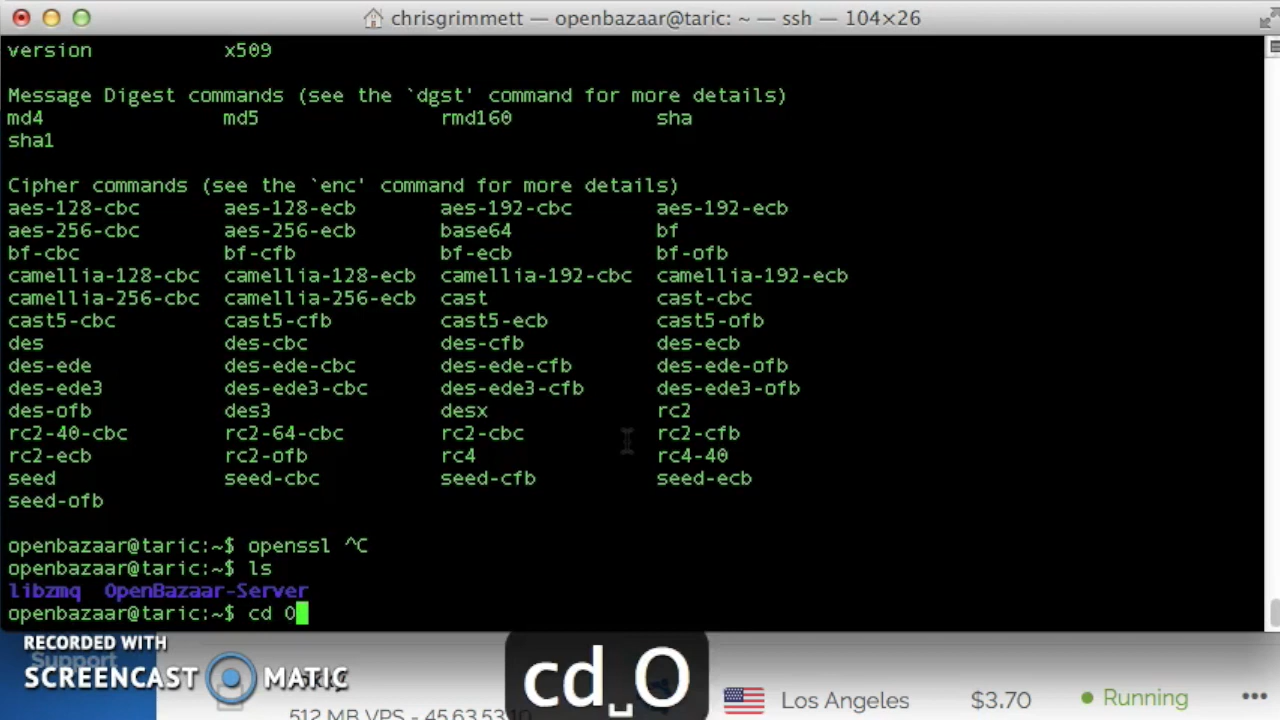 chrisgrimmett — openbazaar@taric: ~ — ssh — 104×26
version x509
Message Digest commands (see the `dgst' command for more details)
md4 md5 rmd160 sha
sha1
Cipher commands (see the `enc' command for more details)
aes-128-cbc aes-128-ecb aes-192-cbc aes-192-ecb
aes-256-cbc aes-256-ecb base64 bf
bf-cbc bf-cfb bf-ecb bf-ofb
camellia-128-cbc camellia-128-ecb camellia-192-cbc camellia-192-ecb
camellia-256-cbc camellia-256-ecb cast cast-cbc
cast5-cbc cast5-cfb cast5-ecb cast5-ofb
des des-cbc des-cfb des-ecb
des-ede des-ede-cbc des-ede-cfb des-ede-ofb
des-ede3 des-ede3-cbc des-ede3-cfb des-ede3-ofb
des-ofb des3 desx rc2
rc2-40-cbc rc2-64-cbc rc2-cbc rc2-cfb
rc2-ecb rc2-ofb rc4 rc4-40
seed seed-cbc seed-cfb seed-ecb
seed-ofb
openbazaar@taric:~$ openssl ^C
openbazaar@taric:~$ ls
libzmq OpenBazaar-Server
openbazaar@taric:~$ cd O
RECORDED WITH
Support
SCREENCAST MATIC
cd␣O
Los Angeles $3.70 Running •••
512 MB VPS - 45.63.53.10